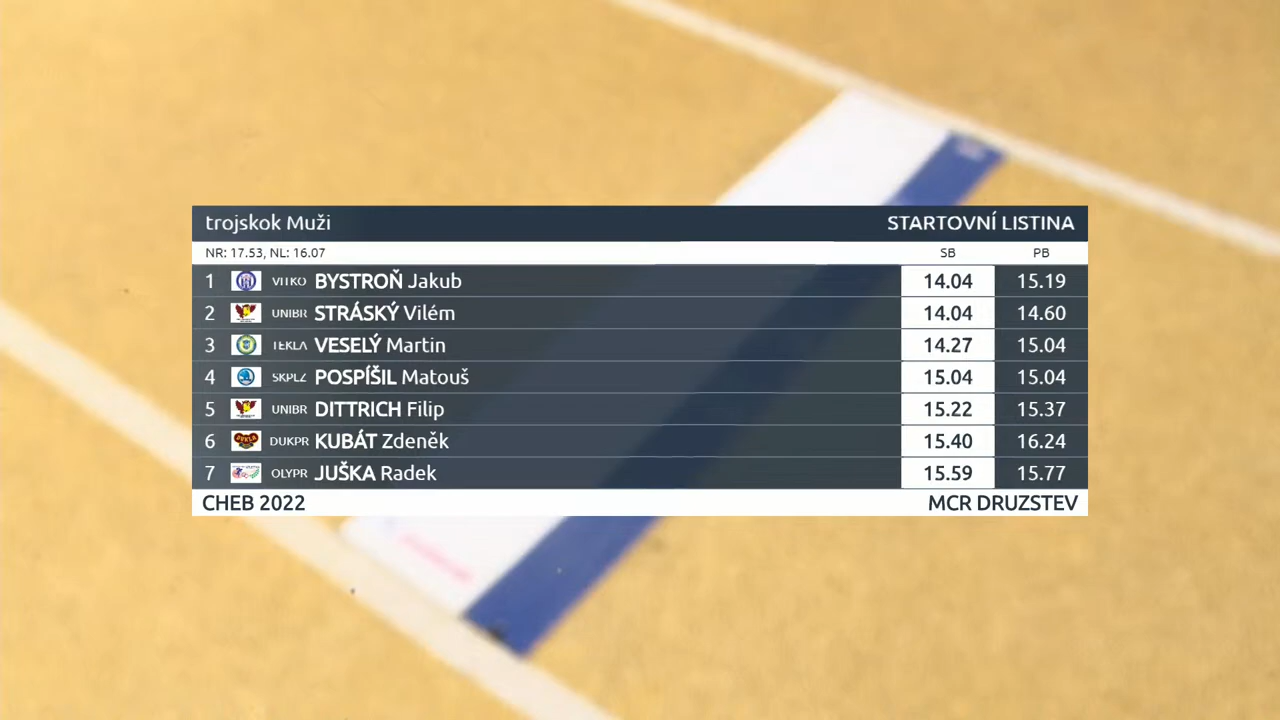 trojskok Muži STARTOVNÍ LISTINA
NR: 17.53, NL: 16.07 SB PB
1 VITKO BYSTROŇ Jakub 14.04 15.19
2 UNIBR STRÁSKÝ Vilém 14.04 14.60
3 TEKLA VESELÝ Martin 14.27 15.04
4 SKPLZ POSPÍŠIL Matouš 15.04 15.04
5 UNIBR DITTRICH Filip 15.22 15.37
6 DUKLA DUKPR KUBÁT Zdeněk 15.40 16.24
7 OLYPR JUŠKA Radek 15.59 15.77
CHEB 2022 MCR DRUZSTEV